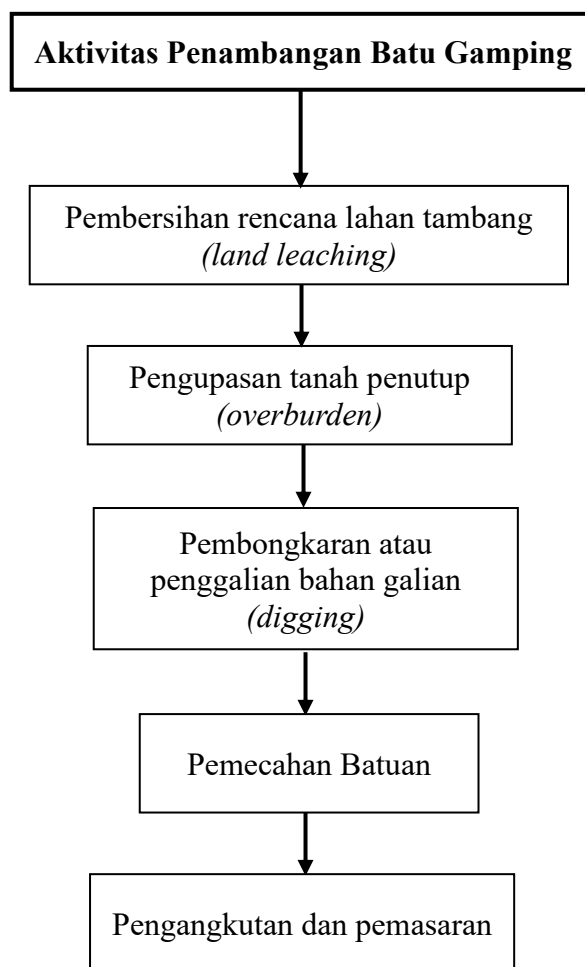 Aktivitas Penambangan Batu Gamping
Pembersihan rencana lahan tambang
(land leaching)
Pengupasan tanah penutup
(overburden)
Pembongkaran atau
penggalian bahan galian
(digging)
Pemecahan Batuan
Pengangkutan dan pemasaran